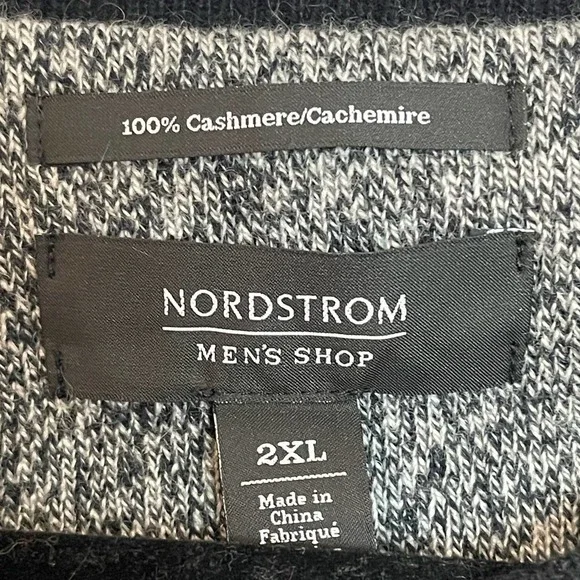 100% Cashmere/Cachemire
NORDSTROM
MEN'S SHOP
2XL
Made in
China
Fabriqué